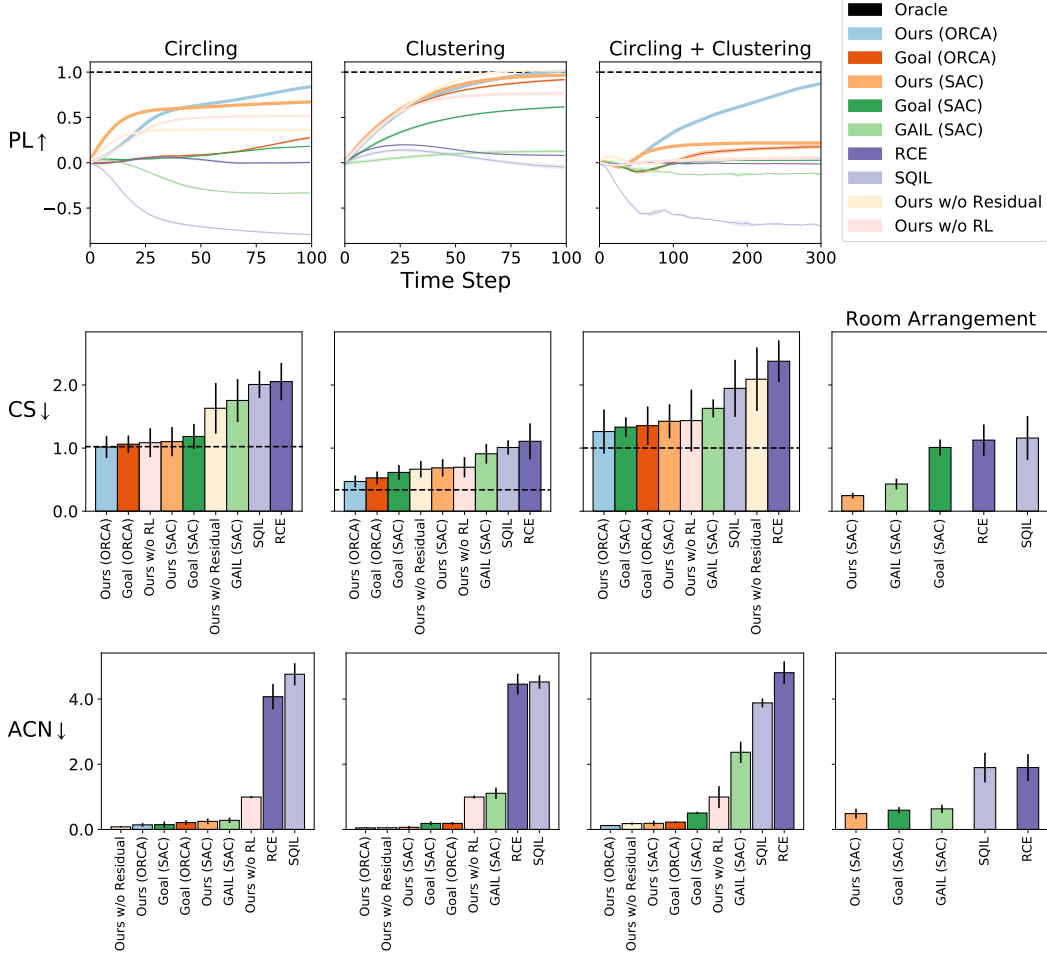 Oracle
Ours (ORCA)
Goal (ORCA)
Ours (SAC)
Goal (SAC)
GAIL (SAC)
RCE
SQIL
Ours w/o Residual
Ours w/o RL
Circling
Clustering
Circling + Clustering
PL↑
1.0
0.5
0.0
−0.5
0 25 50 75 100
0 25 50 75 100
0 100 200 300
Time Step
Room Arrangement
CS↓
2.0
1.0
0.0
Ours (ORCA)
Goal (ORCA)
Ours w/o RL
Ours (SAC)
Goal (SAC)
Ours w/o Residual
GAIL (SAC)
SQIL
RCE
Ours (ORCA)
Goal (ORCA)
Goal (SAC)
Ours w/o Residual
Ours (SAC)
Ours w/o RL
GAIL (SAC)
SQIL
RCE
Ours (ORCA)
Goal (SAC)
Goal (ORCA)
Ours (SAC)
Ours w/o RL
GAIL (SAC)
SQIL
Ours w/o Residual
RCE
Ours (SAC)
GAIL (SAC)
Goal (SAC)
RCE
SQIL
ACN↓
4.0
2.0
0.0
Ours w/o Residual
Ours (ORCA)
Goal (SAC)
Goal (ORCA)
Ours (SAC)
GAIL (SAC)
Ours w/o RL
RCE
SQIL
Ours (ORCA)
Ours w/o Residual
Ours (SAC)
Goal (SAC)
Goal (ORCA)
Ours w/o RL
GAIL (SAC)
RCE
SQIL
Ours (ORCA)
Ours w/o Residual
Ours (SAC)
Goal (ORCA)
Goal (SAC)
Ours w/o RL
GAIL (SAC)
SQIL
RCE
Ours (SAC)
Goal (SAC)
GAIL (SAC)
SQIL
RCE